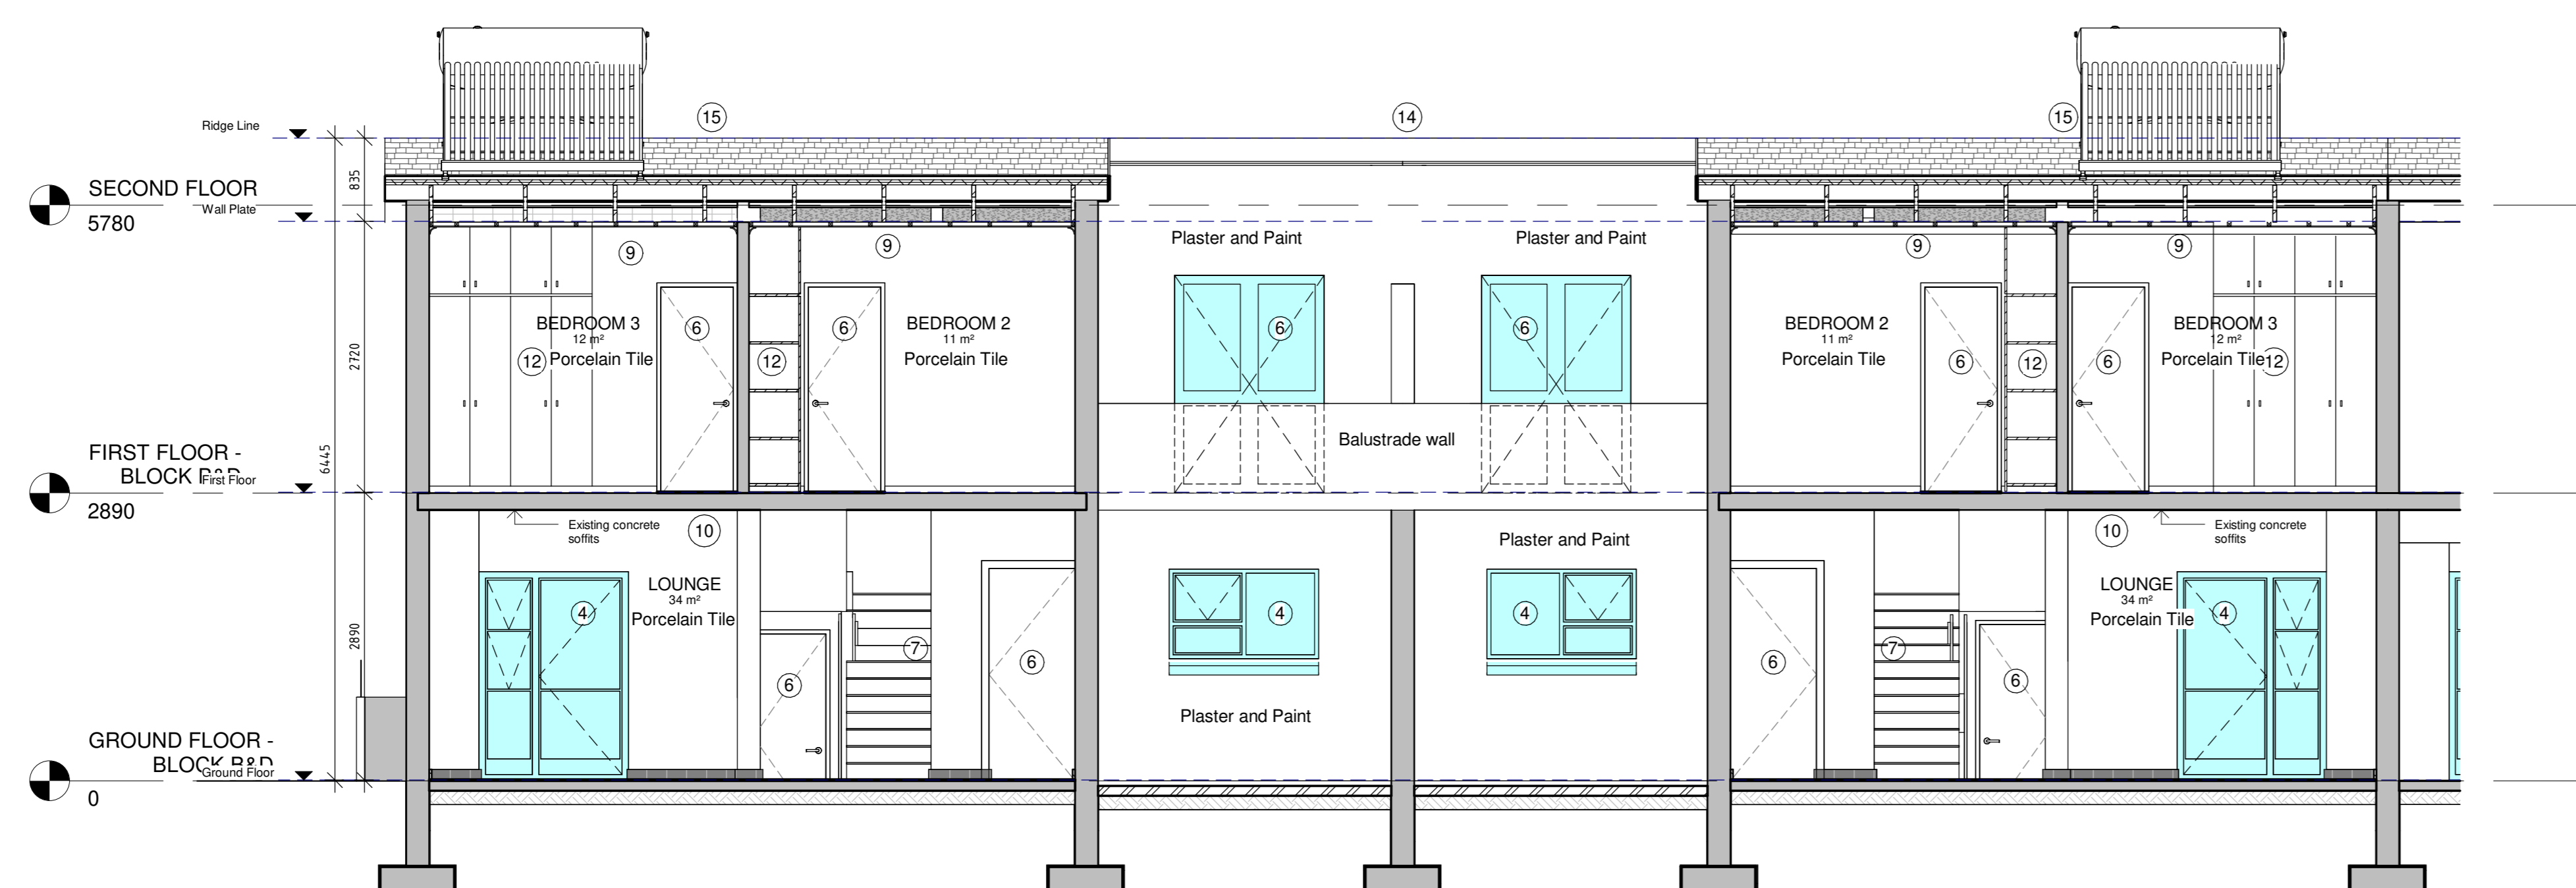 15
14
15
Ridge Line
835
SECOND FLOOR
Wall Plate
5780
Plaster and Paint
Plaster and Paint
9
9
9
9
BEDROOM 3
12 m²
Porcelain Tile
12
6
12
6
BEDROOM 2
11 m²
Porcelain Tile
6
6
BEDROOM 2
11 m²
Porcelain Tile
6
12
6
BEDROOM 3
12 m²
Porcelain Tile
12
2720
6445
Balustrade wall
FIRST FLOOR -
BLOCK
First Floor
2890
Existing concrete
soffits
10
Plaster and Paint
10
Existing concrete
soffits
LOUNGE
34 m²
Porcelain Tile
4
4
4
LOUNGE
34 m²
Porcelain Tile
4
2890
7
6
6
6
7
6
Plaster and Paint
GROUND FLOOR -
BLOCK B&D
Ground Floor
0